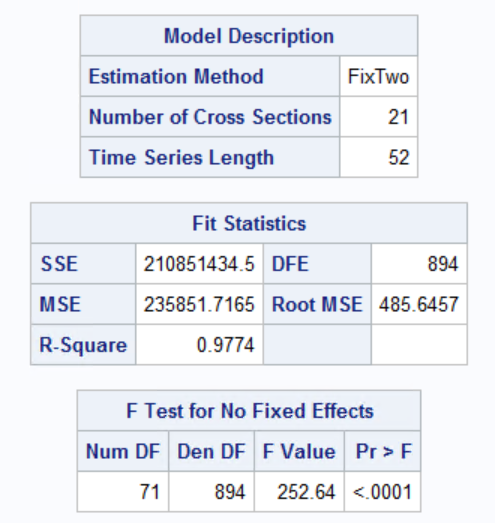 Model Description
Estimation Method FixTwo
Number of Cross Sections 21
Time Series Length 52
Fit Statistics
SSE 210851434.5 DFE 894
MSE 235851.7165 Root MSE 485.6457
R-Square 0.9774
F Test for No Fixed Effects
Num DF Den DF F Value Pr > F
71 894 252.64 <.0001